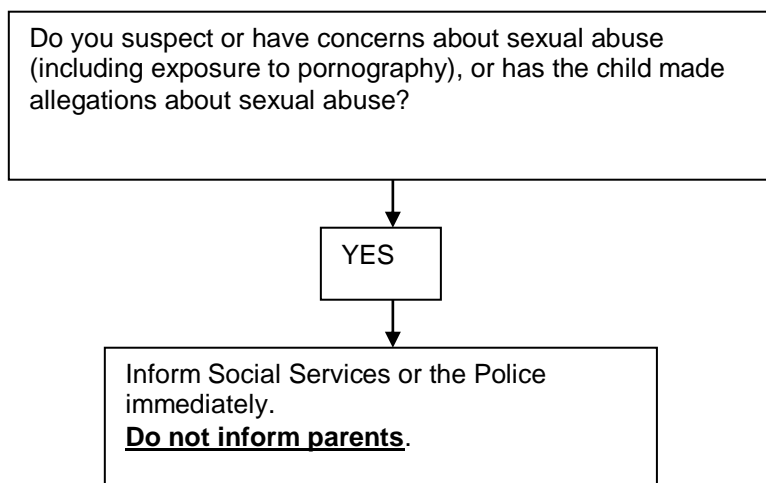 Do you suspect or have concerns about sexual abuse
(including exposure to pornography), or has the child made
allegations about sexual abuse?
YES
Inform Social Services or the Police
immediately.
Do not inform parents.